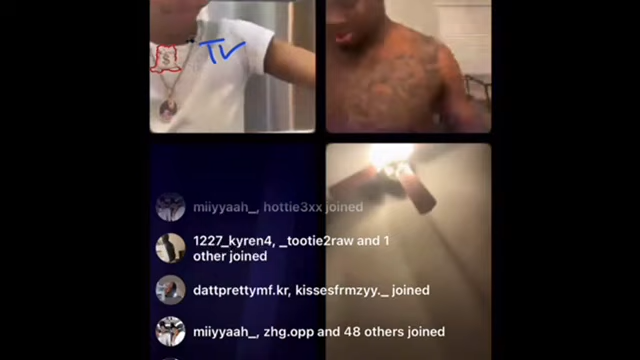 TV
$
miiyyaah_, hottie3xx joined
1227_kyren4, _tootie2raw and 1
other joined
dattprettymf.kr, kissesfrmzyy._ joined
miiyyaah_, zhg.opp and 48 others joined